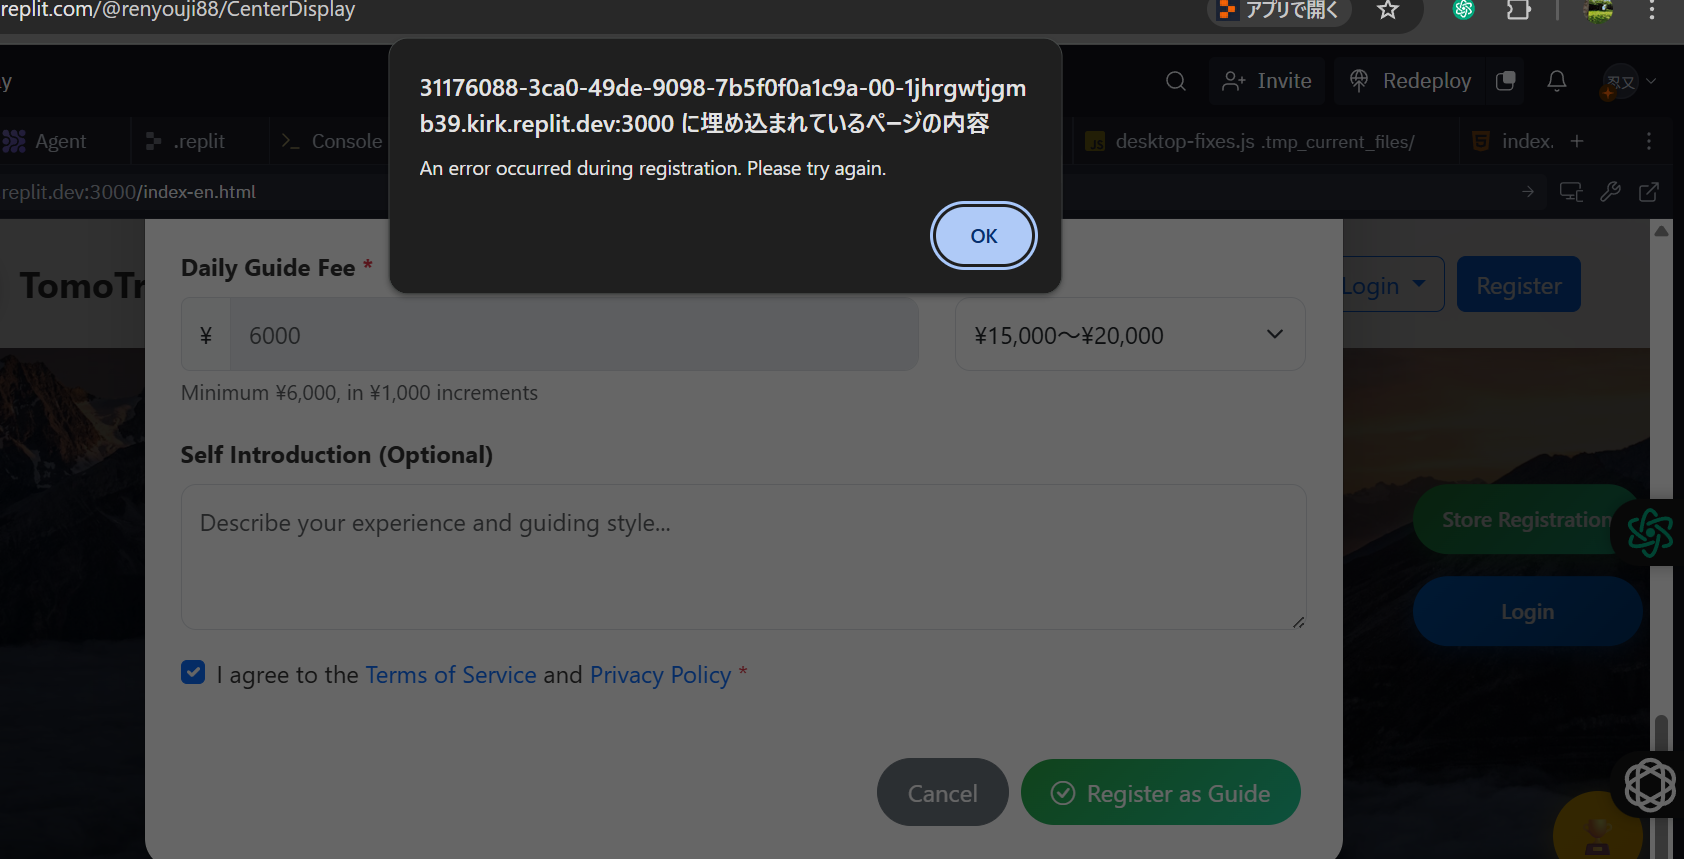 replit.com/@renyouji88/CenterDisplay
アプリで開く
31176088-3ca0-49de-9098-7b5f0f0a1c9a-00-1jhrgwtjgm
b39.kirk.replit.dev:3000 に埋め込まれているページの内容
An error occurred during registration. Please try again.
OK
y
Invite
Redeploy
忍又
Agent
.replit
Console
JS
desktop-fixes.js .tmp_current_files/
index.
replit.dev:3000/index-en.html
TomoTr
Login
Register
Daily Guide Fee *
¥
6000
¥15,000～¥20,000
Minimum ¥6,000, in ¥1,000 increments
Self Introduction (Optional)
Describe your experience and guiding style...
Store Registration
Login
I agree to the Terms of Service and Privacy Policy *
Cancel
Register as Guide